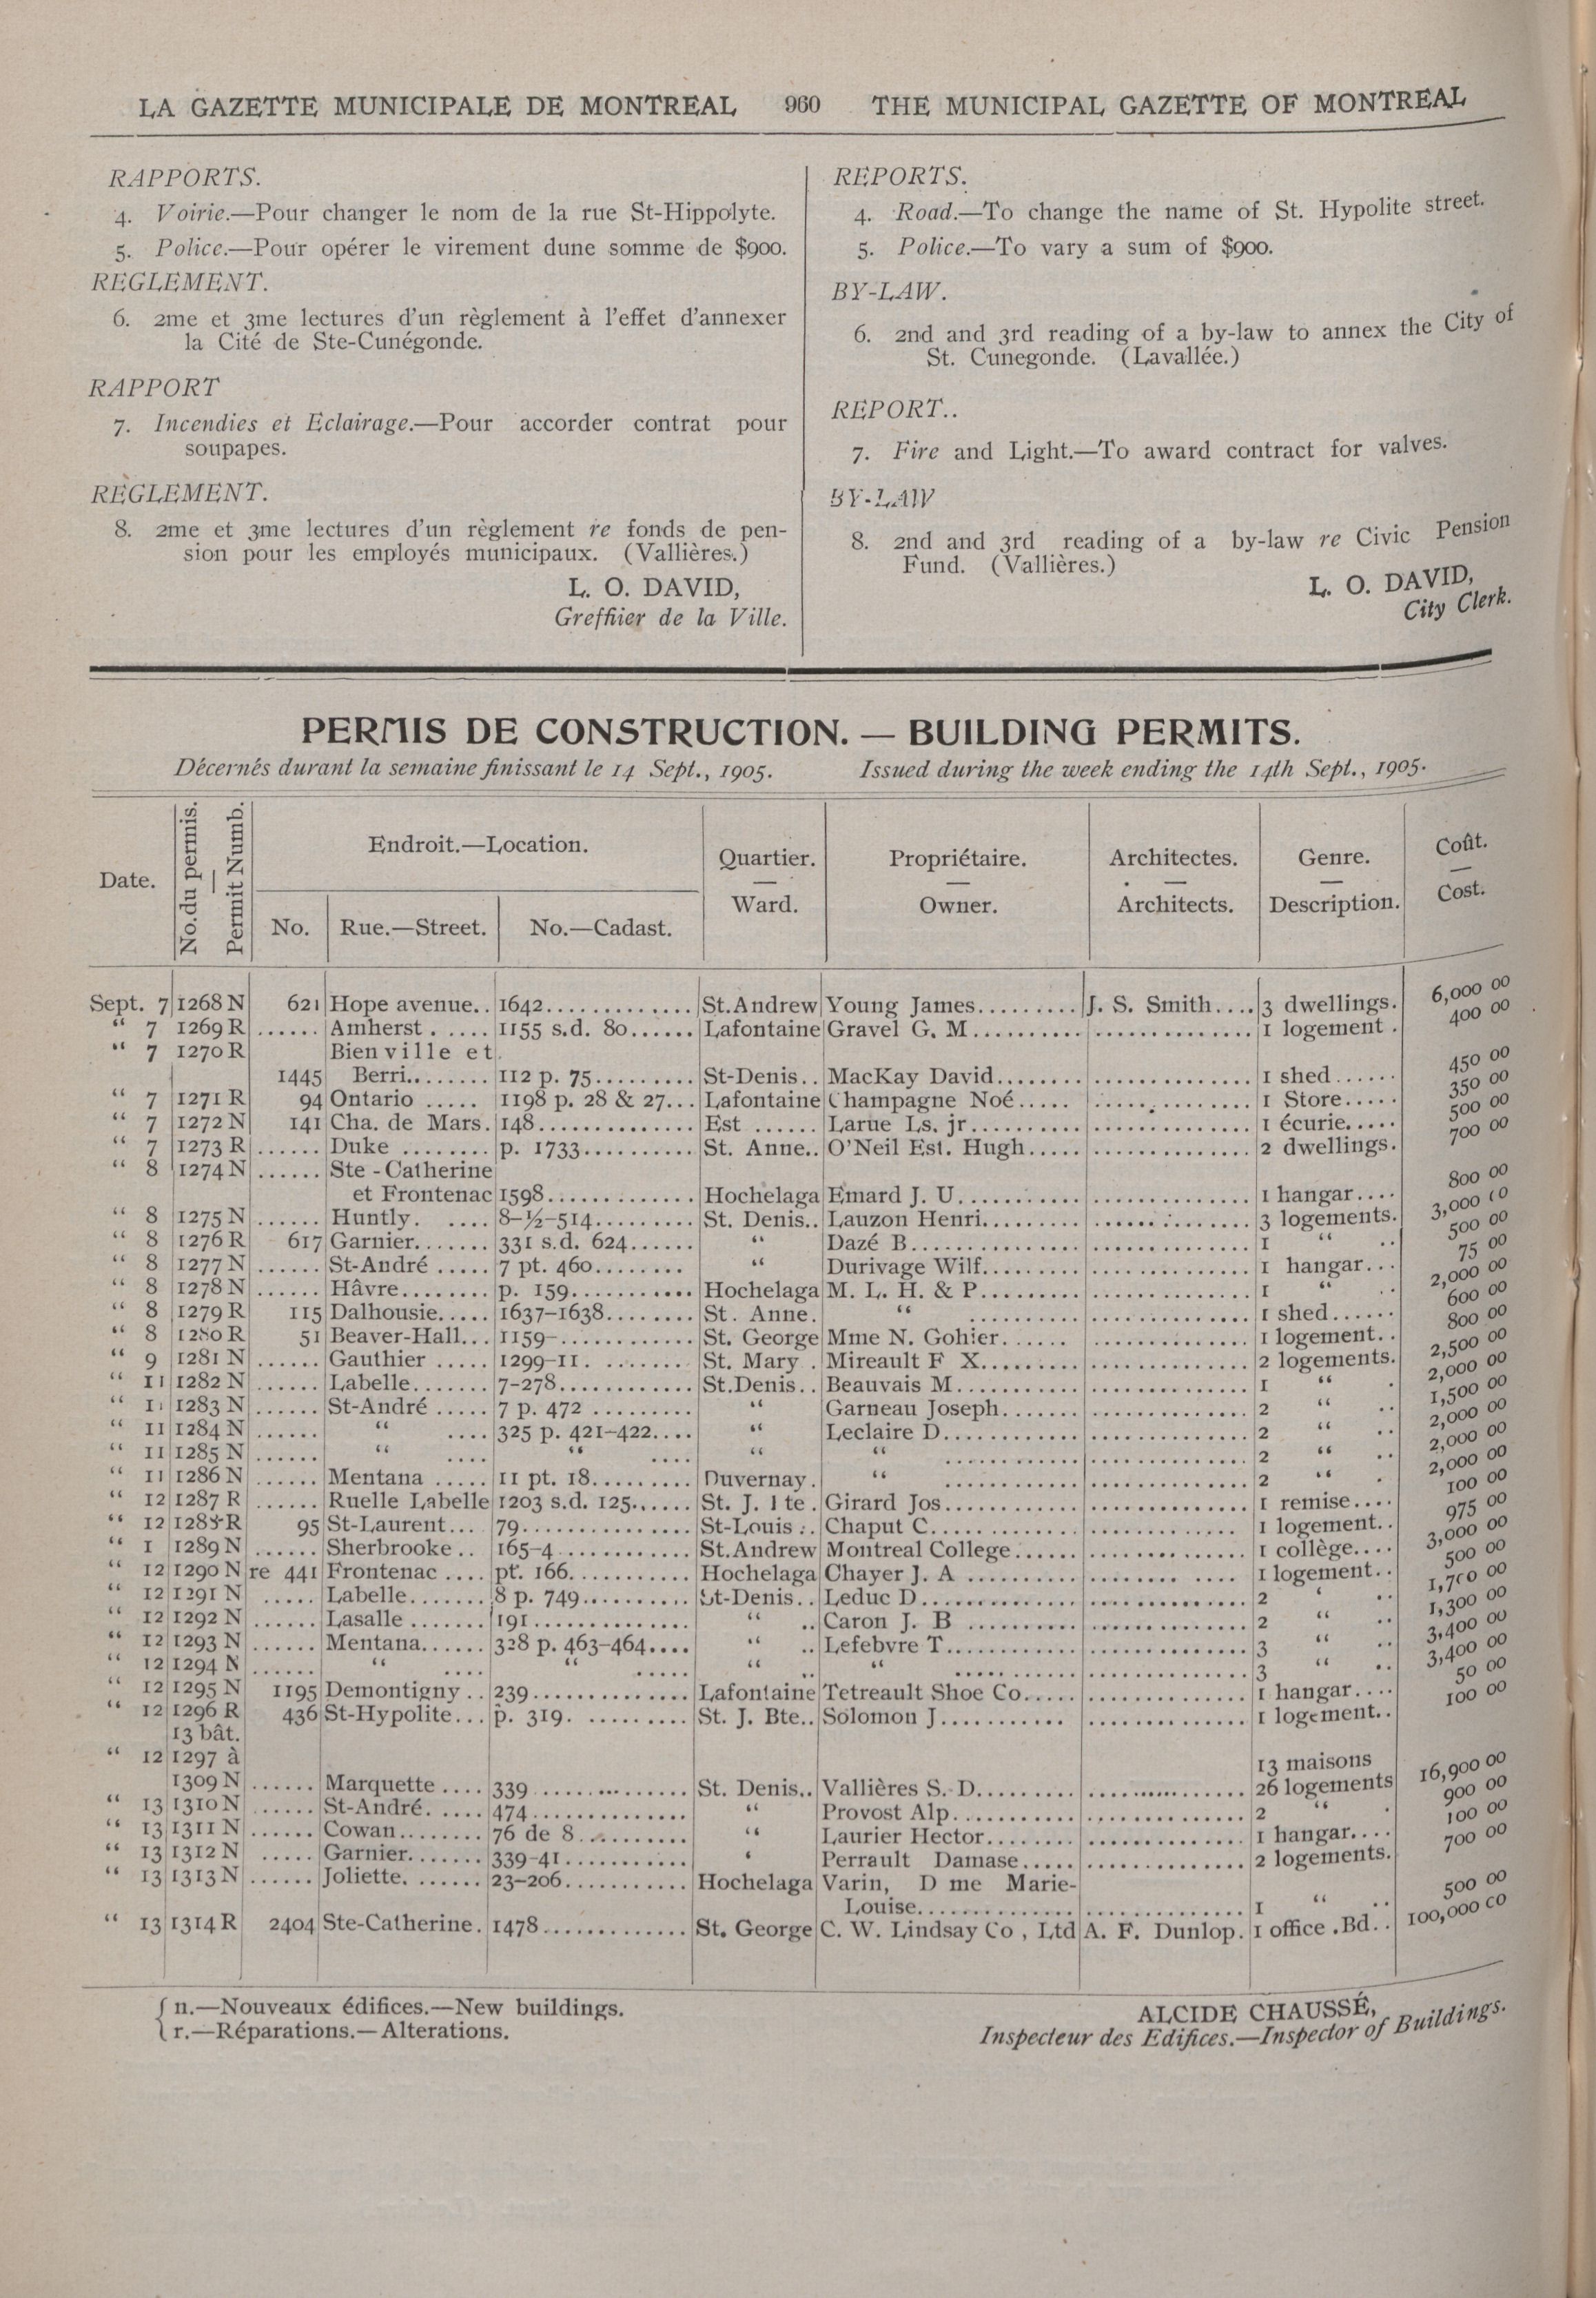 LA GAZETTE MUNICIPALE DE MONTREAL 960 THE MUNICIPAL GAZETTE OF MONTREAL
RAPPORTS.
4. Voirie.—Pour changer le nom de la rue St-Hippolyte.
5. Police.—Pour opérer le virement dune somme de $900.
REGLEMENT.
6. 2me et 3me lectures d'un règlement à l'effet d'annexer
la Cité de Ste-Cunégonde.
RAPPORT
7. Incendies et Eclairage.—Pour accorder contrat pour
soupapes.
REGLEMENT.
8. 2me et 3me lectures d'un règlement re fonds de pen-
sion pour les employés municipaux. (Vallières.)
L. O. DAVID,
Greffiier de la Ville.
REPORTS.
4. Road.—To change the name of St. Hypolite street.
5. Police.—To vary a sum of $900.
BY-LAW.
6. 2nd and 3rd reading of a by-law to annex the City of
St. Cunegonde. (Lavallée.)
REPORT..
7. Fire and Light.—To award contract for valves.
BY-LAW
8. 2nd and 3rd reading of a by-law re Civic Pension
Fund. (Vallières.)
L. O. DAVID,
City Clerk.
PERMIS DE CONSTRUCTION. — BUILDING PERMITS.
Décernés durant la semaine finissant le 14 Sept., 1905. Issued during the week ending the 14th Sept., 1905.
Date. No. du permis. — Permit Numb. Endroit.—Location. Quartier. — Ward. Propriétaire. — Owner. Architectes. — Architects. Genre. — Description. Coût. — Cost.
No. Rue.—Street. No.—Cadast.
Sept. 7 1268 N 621 Hope avenue.. 1642 St.Andrew Young James J. S. Smith 3 dwellings. 6,000 00
" 7 1269 R Amherst 1155 s.d. 80 Lafontaine Gravel G. M 1 logement . 400 00
" 7 1270 R Bienville et
1445 Berri 112 p. 75 St-Denis.. MacKay David 1 shed 450 00
" 7 1271 R 94 Ontario 1198 p. 28 & 27 Lafontaine Champagne Noé 1 Store 350 00
" 7 1272 N 141 Cha. de Mars. 148 Est Larue Ls. jr 1 écurie 500 00
" 7 1273 R Duke p. 1733 St. Anne.. O'Neil Est. Hugh 2 dwellings. 700 00
" 8 1274 N Ste-Catherine
et Frontenac 1598 Hochelaga Emard J. U. 1 hangar 800 00
" 8 1275 N Huntly. 8-½-514 St. Denis.. Lauzon Henri 3 logements. 3,000 00
" 8 1276 R 617 Garnier 331 s.d. 624 " Dazé B 1 " 500 00
" 8 1277 N St-André 7 pt. 460 " Durivage Wilf 1 hangar 75 00
" 8 1278 N Hâvre p. 159 Hochelaga M. L. H. & P 1 " 2,000 00
" 8 1279 R 115 Dalhousie 1637-1638 St. Anne. " 1 shed 600 00
" 8 1280 R 51 Beaver-Hall 1159- St. George Mme N. Gohier 1 logement.. 800 00
" 9 1281 N Gauthier 1299-11. St. Mary . Mireault F X 2 logements. 2,500 00
" 11 1282 N Labelle 7-278 St.Denis.. Beauvais M 1 " 2,000 00
" 11 1283 N St-André 7 p. 472 " Garneau Joseph 2 " 1,500 00
" 11 1284 N " 325 p. 421-422 " Leclaire D 2 " 2,000 00
" 11 1285 N " " " " 2 " 2,000 00
" 11 1286 N Mentana 11 pt. 18 Duvernay. " 2 " 2,000 00
" 12 1287 R Ruelle Labelle 1203 s.d. 125 St. J. Girard Jos 1 remise 100 00
" 12 1288 R 95 St-Laurent 79 St-Louis .. Chaput C 1 logement.. 975 00
" 1 1289 N Sherbrooke .. 165-4 St.Andrew Montreal College 1 collège 3,000 00
" 12 1290 N re 441 Frontenac pt. 166 Hochelaga Chayer J. A 1 logement.. 500 00
" 12 1291 N Labelle 8 p. 749 St-Denis.. Leduc D 2 " 1,700 00
" 12 1292 N Lasalle 191 " Caron J. B 2 " 1,300 00
" 12 1293 N Mentana 328 p. 463-464 " Lefebvre T 3 " 3,400 00
" 12 1294 N " " " " 3 " 3,400 00
" 12 1295 N 1195 Demontigny .. 239 Lafontaine Tetreault Shoe Co 1 hangar 50 00
" 12 1296 R 436 St-Hypolite p. 319. St. J. Bte.. Solomon J 1 logement.. 100 00
13 bât.
" 12 1297 à 13 maisons
1309 N Marquette 339 St. Denis.. Vallières S. D 26 logements 16,900 00
" 13 1310 N St-André. 474 " Provost Alp 2 " 900 00
" 13 1311 N Cowan 76 de 8 " Laurier Hector 1 hangar 100 00
" 13 1312 N Garnier 339-41 " Perrault Damase 2 logements. 700 00
" 13 1313 N Joliette. 23-206 Hochelaga Varin, D me Marie-
Louise 1 " 500 00
" 13 1314 R 2404 Ste-Catherine. 1478 St. George C. W. Lindsay Co , Ltd A. F. Dunlop. 1 office .Bd.. 100,000 00
n.—Nouveaux édifices.—New buildings.
r.—Réparations.—Alterations.
ALCIDE CHAUSSÉ,
Inspecteur des Edifices.—Inspector of Buildings.